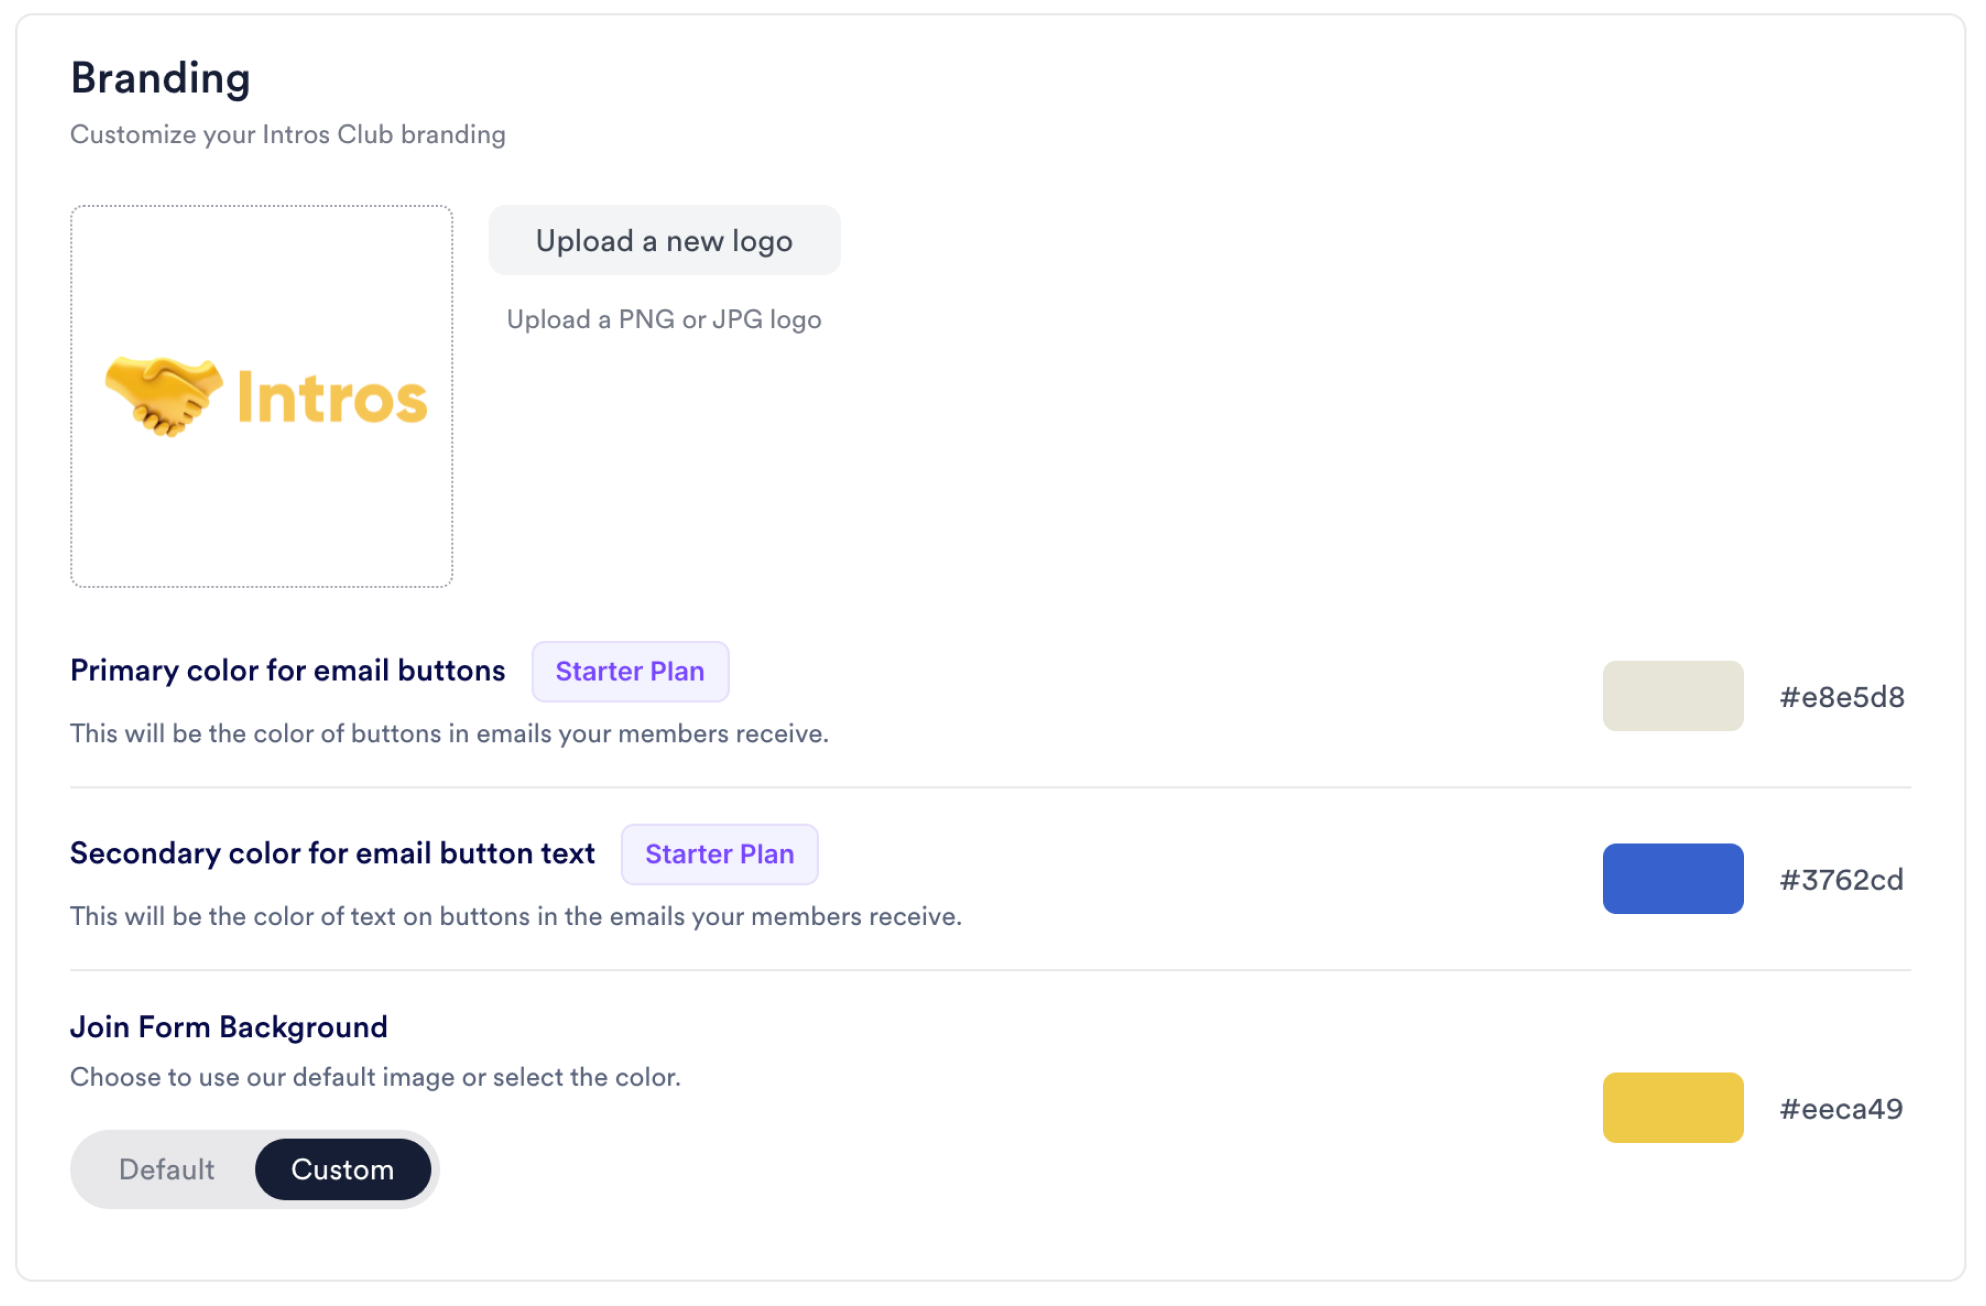 Branding
Customize your Intros Club branding
Upload a new logo
Upload a PNG or JPG logo
Intros
Primary color for email buttons Starter Plan
This will be the color of buttons in emails your members receive.
#e8e5d8
Secondary color for email button text Starter Plan
This will be the color of text on buttons in the emails your members receive.
#3762cd
Join Form Background
Choose to use our default image or select the color.
#eeca49
Default Custom